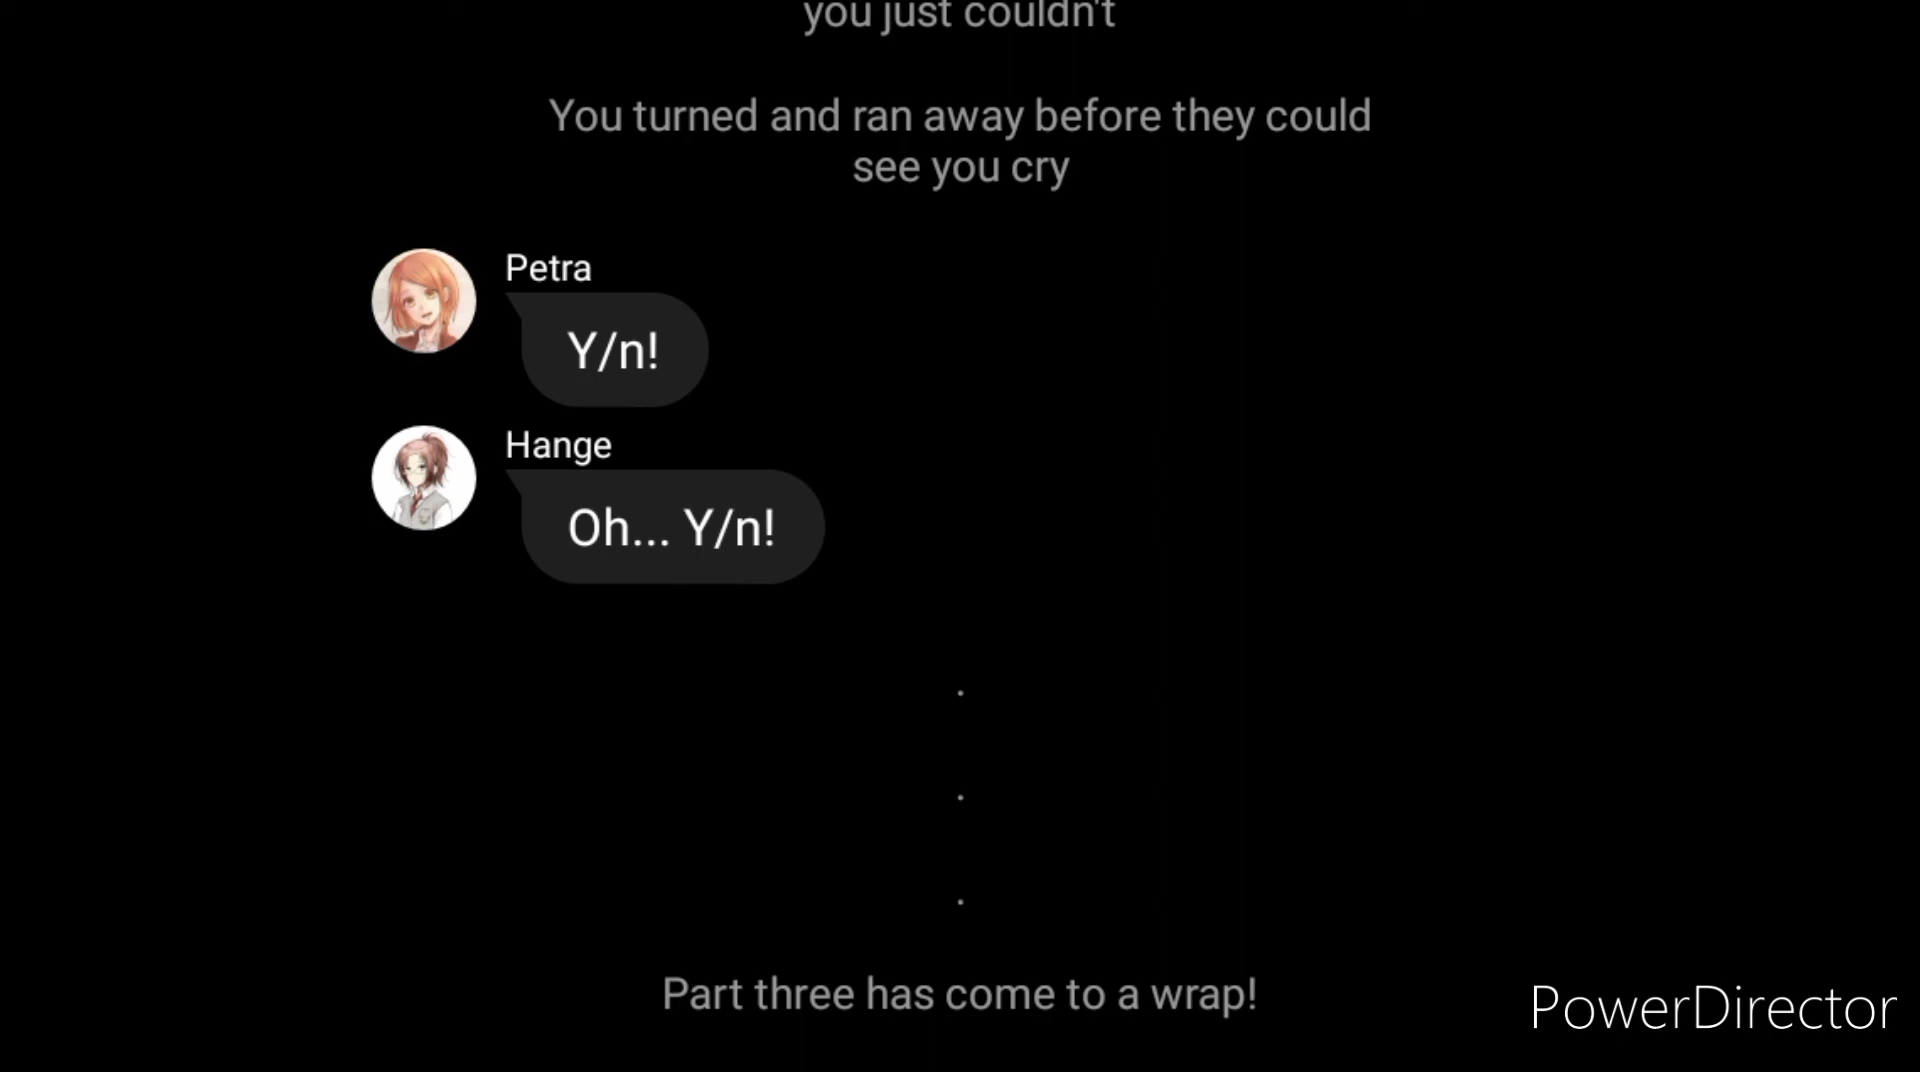 you just couldn't
You turned and ran away before they could
see you cry
Petra
Y/n!
Hange
Oh... Y/n!
.
.
.
Part three has come to a wrap!
PowerDirector